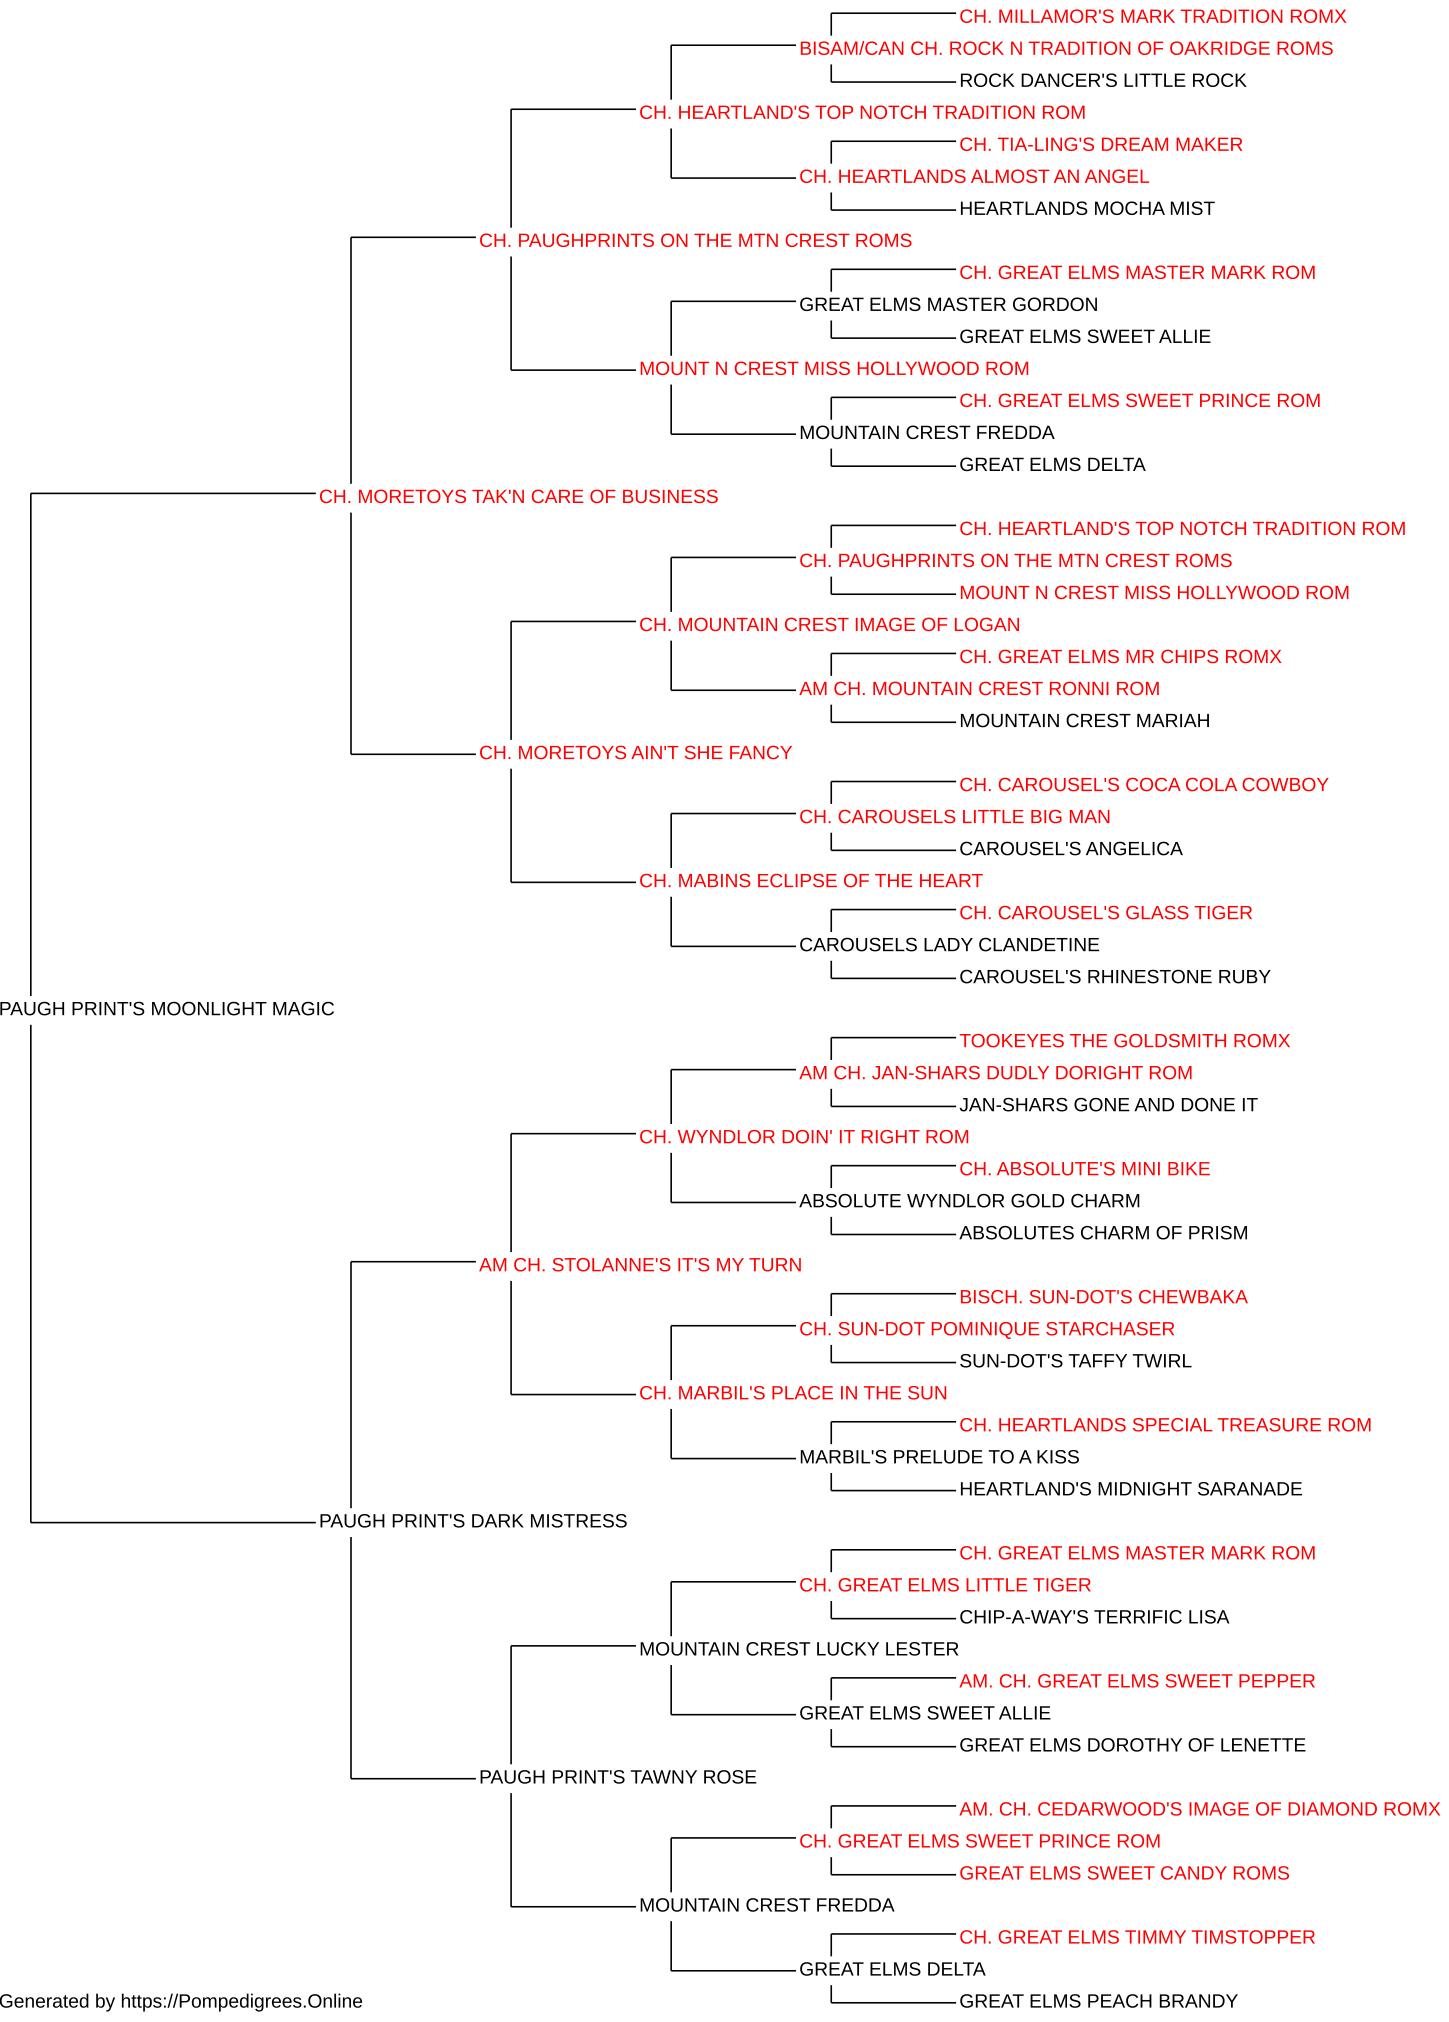 CH. MILLAMOR'S MARK TRADITION ROMX
BISAM/CAN CH. ROCK N TRADITION OF OAKRIDGE ROMS
ROCK DANCER'S LITTLE ROCK
CH. HEARTLAND'S TOP NOTCH TRADITION ROM
CH. TIA-LING'S DREAM MAKER
CH. HEARTLANDS ALMOST AN ANGEL
HEARTLANDS MOCHA MIST
CH. PAUGHPRINTS ON THE MTN CREST ROMS
CH. GREAT ELMS MASTER MARK ROM
GREAT ELMS MASTER GORDON
GREAT ELMS SWEET ALLIE
MOUNT N CREST MISS HOLLYWOOD ROM
CH. GREAT ELMS SWEET PRINCE ROM
MOUNTAIN CREST FREDDA
GREAT ELMS DELTA
CH. MORETOYS TAK'N CARE OF BUSINESS
CH. HEARTLAND'S TOP NOTCH TRADITION ROM
CH. PAUGHPRINTS ON THE MTN CREST ROMS
MOUNT N CREST MISS HOLLYWOOD ROM
CH. MOUNTAIN CREST IMAGE OF LOGAN
CH. GREAT ELMS MR CHIPS ROMX
AM CH. MOUNTAIN CREST RONNI ROM
MOUNTAIN CREST MARIAH
CH. MORETOYS AIN'T SHE FANCY
CH. CAROUSEL'S COCA COLA COWBOY
CH. CAROUSELS LITTLE BIG MAN
CAROUSEL'S ANGELICA
CH. MABINS ECLIPSE OF THE HEART
CH. CAROUSEL'S GLASS TIGER
CAROUSELS LADY CLANDETINE
CAROUSEL'S RHINESTONE RUBY
PAUGH PRINT'S MOONLIGHT MAGIC
TOOKEYES THE GOLDSMITH ROMX
AM CH. JAN-SHARS DUDLY DORIGHT ROM
JAN-SHARS GONE AND DONE IT
CH. WYNDLOR DOIN' IT RIGHT ROM
CH. ABSOLUTE'S MINI BIKE
ABSOLUTE WYNDLOR GOLD CHARM
ABSOLUTES CHARM OF PRISM
AM CH. STOLANNE'S IT'S MY TURN
BISCH. SUN-DOT'S CHEWBAKA
CH. SUN-DOT POMINIQUE STARCHASER
SUN-DOT'S TAFFY TWIRL
CH. MARBIL'S PLACE IN THE SUN
CH. HEARTLANDS SPECIAL TREASURE ROM
MARBIL'S PRELUDE TO A KISS
HEARTLAND'S MIDNIGHT SARANADE
PAUGH PRINT'S DARK MISTRESS
CH. GREAT ELMS MASTER MARK ROM
CH. GREAT ELMS LITTLE TIGER
CHIP-A-WAY'S TERRIFIC LISA
MOUNTAIN CREST LUCKY LESTER
AM. CH. GREAT ELMS SWEET PEPPER
GREAT ELMS SWEET ALLIE
GREAT ELMS DOROTHY OF LENETTE
PAUGH PRINT'S TAWNY ROSE
AM. CH. CEDARWOOD'S IMAGE OF DIAMOND ROMX
CH. GREAT ELMS SWEET PRINCE ROM
GREAT ELMS SWEET CANDY ROMS
MOUNTAIN CREST FREDDA
CH. GREAT ELMS TIMMY TIMSTOPPER
GREAT ELMS DELTA
GREAT ELMS PEACH BRANDY
Generated by https://Pompedigrees.Online